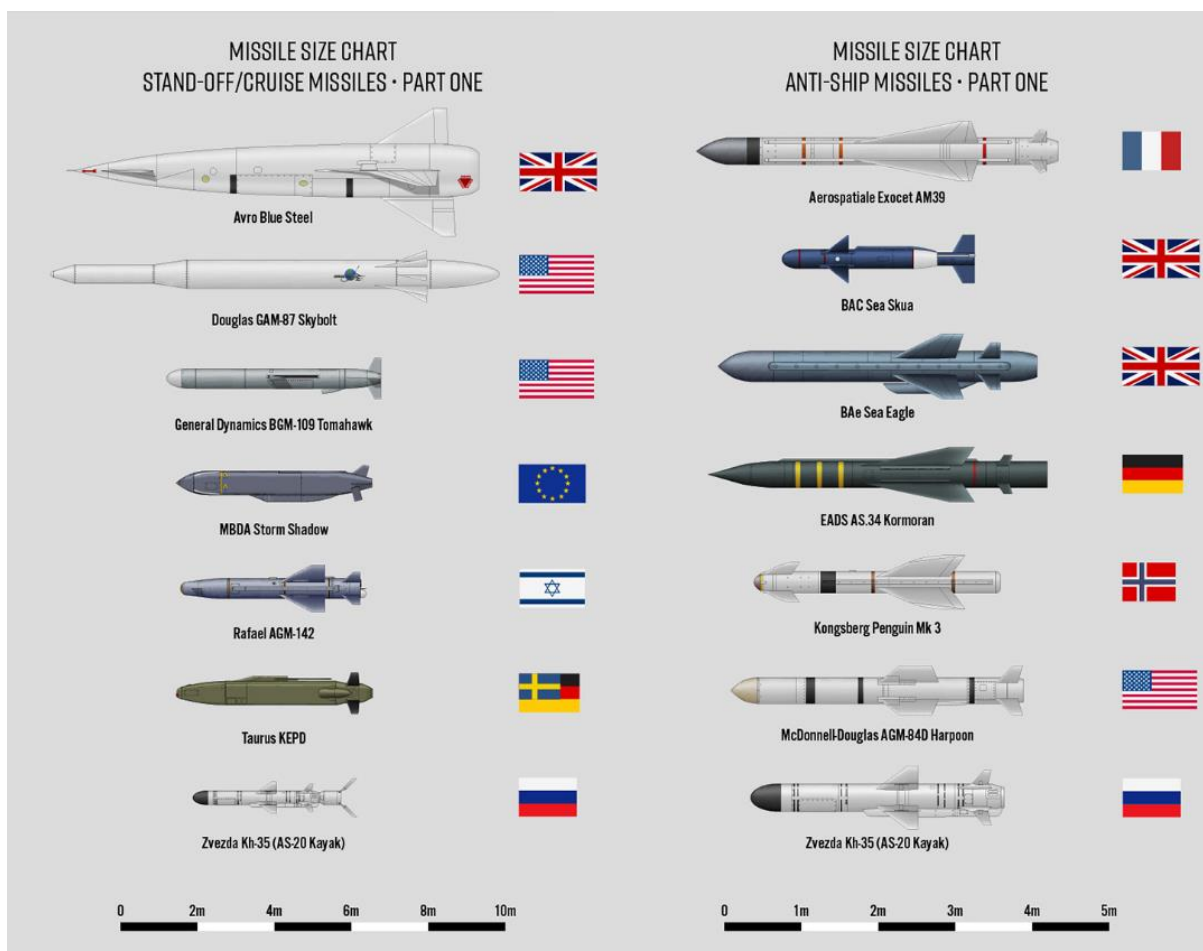 MISSILE SIZE CHART
STAND-OFF/CRUISE MISSILES • PART ONE
Avro Blue Steel
Douglas GAM-87 Skybolt
General Dynamics BGM-109 Tomahawk
MBDA Storm Shadow
Rafael AGM-142
Taurus KEPD
Zvezda Kh-35 (AS-20 Kayak)
0 2m 4m 6m 8m 10m
MISSILE SIZE CHART
ANTI-SHIP MISSILES • PART ONE
Aerospatiale Exocet AM39
BAC Sea Skua
BAe Sea Eagle
EADS AS.34 Kormoran
Kongsberg Penguin Mk 3
McDonnell-Douglas AGM-84D Harpoon
Zvezda Kh-35 (AS-20 Kayak)
0 1m 2m 3m 4m 5m